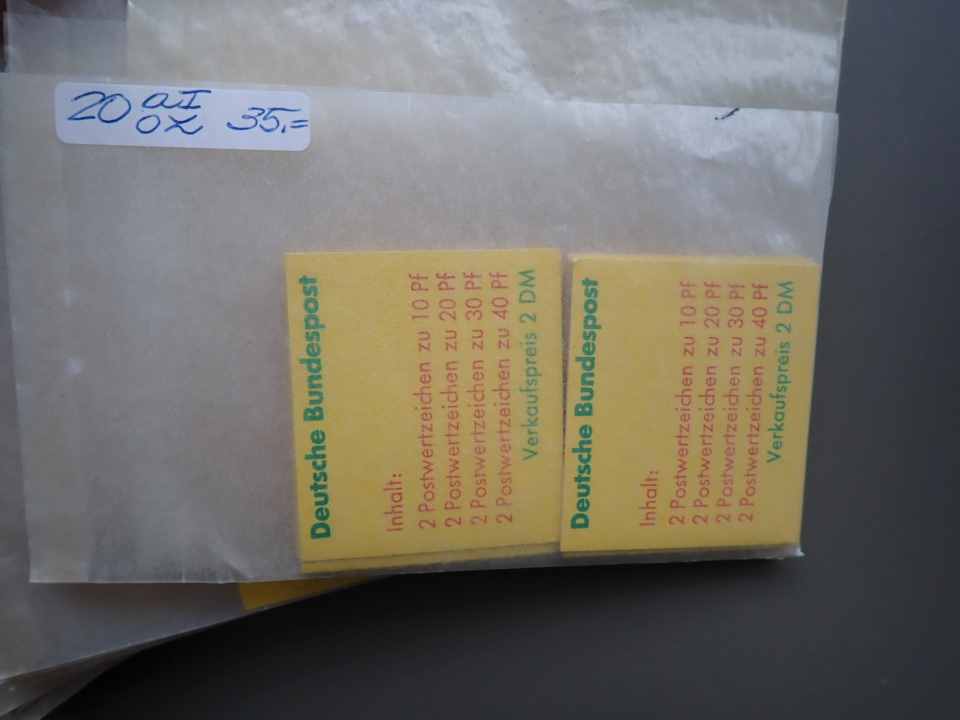 20 aI
oZ 35,=
Deutsche Bundespost
Inhalt:
2 Postwertzeichen zu 10 Pf
2 Postwertzeichen zu 20 Pf
2 Postwertzeichen zu 30 Pf
2 Postwertzeichen zu 40 Pf
Verkaufspreis 2 DM
Deutsche Bundespost
Inhalt:
2 Postwertzeichen zu 10 Pf
2 Postwertzeichen zu 20 Pf
2 Postwertzeichen zu 30 Pf
2 Postwertzeichen zu 40 Pf
Verkaufspreis 2 DM